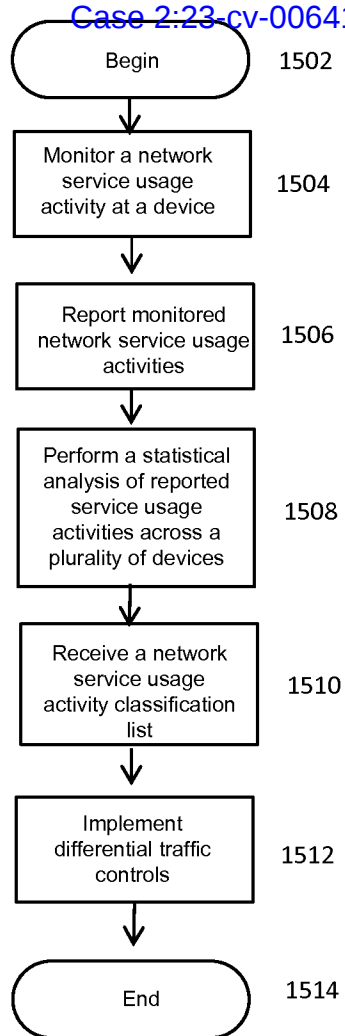 Case 2:23-cv-00641
Begin
1502
Monitor a network
service usage
activity at a device
1504
Report monitored
network service usage
activities
1506
Perform a statistical
analysis of reported
service usage
activities across a
plurality of devices
1508
Receive a network
service usage
activity classification
list
1510
Implement
differential traffic
controls
1512
End
1514